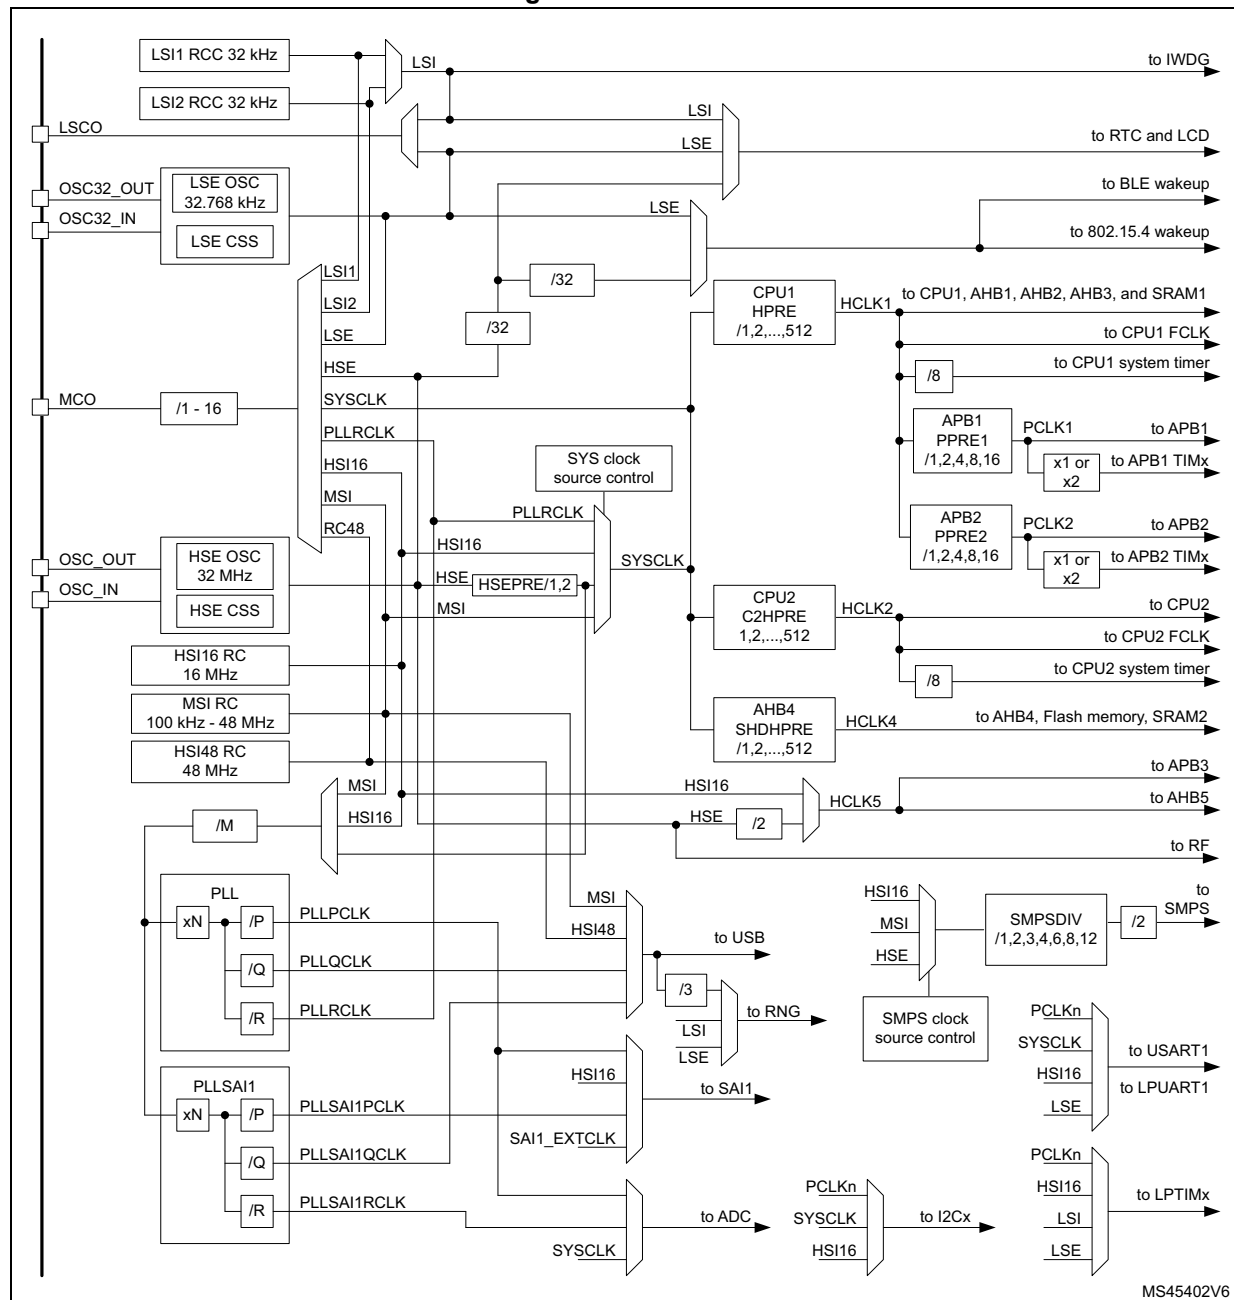 LSI1 RCC 32 kHz
LSI
to IWDG
LSI2 RCC 32 kHz
LSCO
LSI
LSE
to RTC and LCD
OSC32_OUT
LSE OSC
32.768 kHz
OSC32_IN
LSE CSS
LSE
to BLE wakeup
to 802.15.4 wakeup
LSI1
LSI2
LSE
HSE
SYSCLK
PLLRCLK
HSI16
MSI
RC48
/32
/32
MCO
/1 - 16
CPU1
HPRE
/1,2,...,512
HCLK1
to CPU1, AHB1, AHB2, AHB3, and SRAM1
to CPU1 FCLK
/8
to CPU1 system timer
APB1
PPRE1
/1,2,4,8,16
PCLK1
to APB1
x1 or
x2
to APB1 TIMx
APB2
PPRE2
/1,2,4,8,16
PCLK2
to APB2
x1 or
x2
to APB2 TIMx
SYS clock
source control
PLLRCLK
HSI16
HSE
HSEPRE/1,2
MSI
SYSCLK
OSC_OUT
HSE OSC
32 MHz
OSC_IN
HSE CSS
CPU2
C2HPRE
1,2,...,512
HCLK2
to CPU2
to CPU2 FCLK
/8
to CPU2 system timer
HSI16 RC
16 MHz
MSI RC
100 kHz - 48 MHz
HSI48 RC
48 MHz
AHB4
SHDHPRE
/1,2,...,512
HCLK4
to AHB4, Flash memory, SRAM2
MSI
HSI16
/M
HSI16
HSE
/2
HCLK5
to APB3
to AHB5
to RF
PLL
xN
/P
PLLPCLK
/Q
PLLQCLK
/R
PLLRCLK
MSI
HSI48
to USB
/3
LSI
LSE
to RNG
HSI16
MSI
HSE
SMPSDIV
/1,2,3,4,6,8,12
/2
to
SMPS
SMPS clock
source control
PCLKn
SYSCLK
HSI16
LSE
to USART1
to LPUART1
PLLSAI1
xN
/P
PLLSAI1PCLK
/Q
PLLSAI1QCLK
/R
PLLSAI1RCLK
HSI16
SAI1_EXTCLK
to SAI1
SYSCLK
to ADC
PCLKn
SYSCLK
HSI16
to I2Cx
PCLKn
HSI16
LSI
LSE
to LPTIMx
MS45402V6